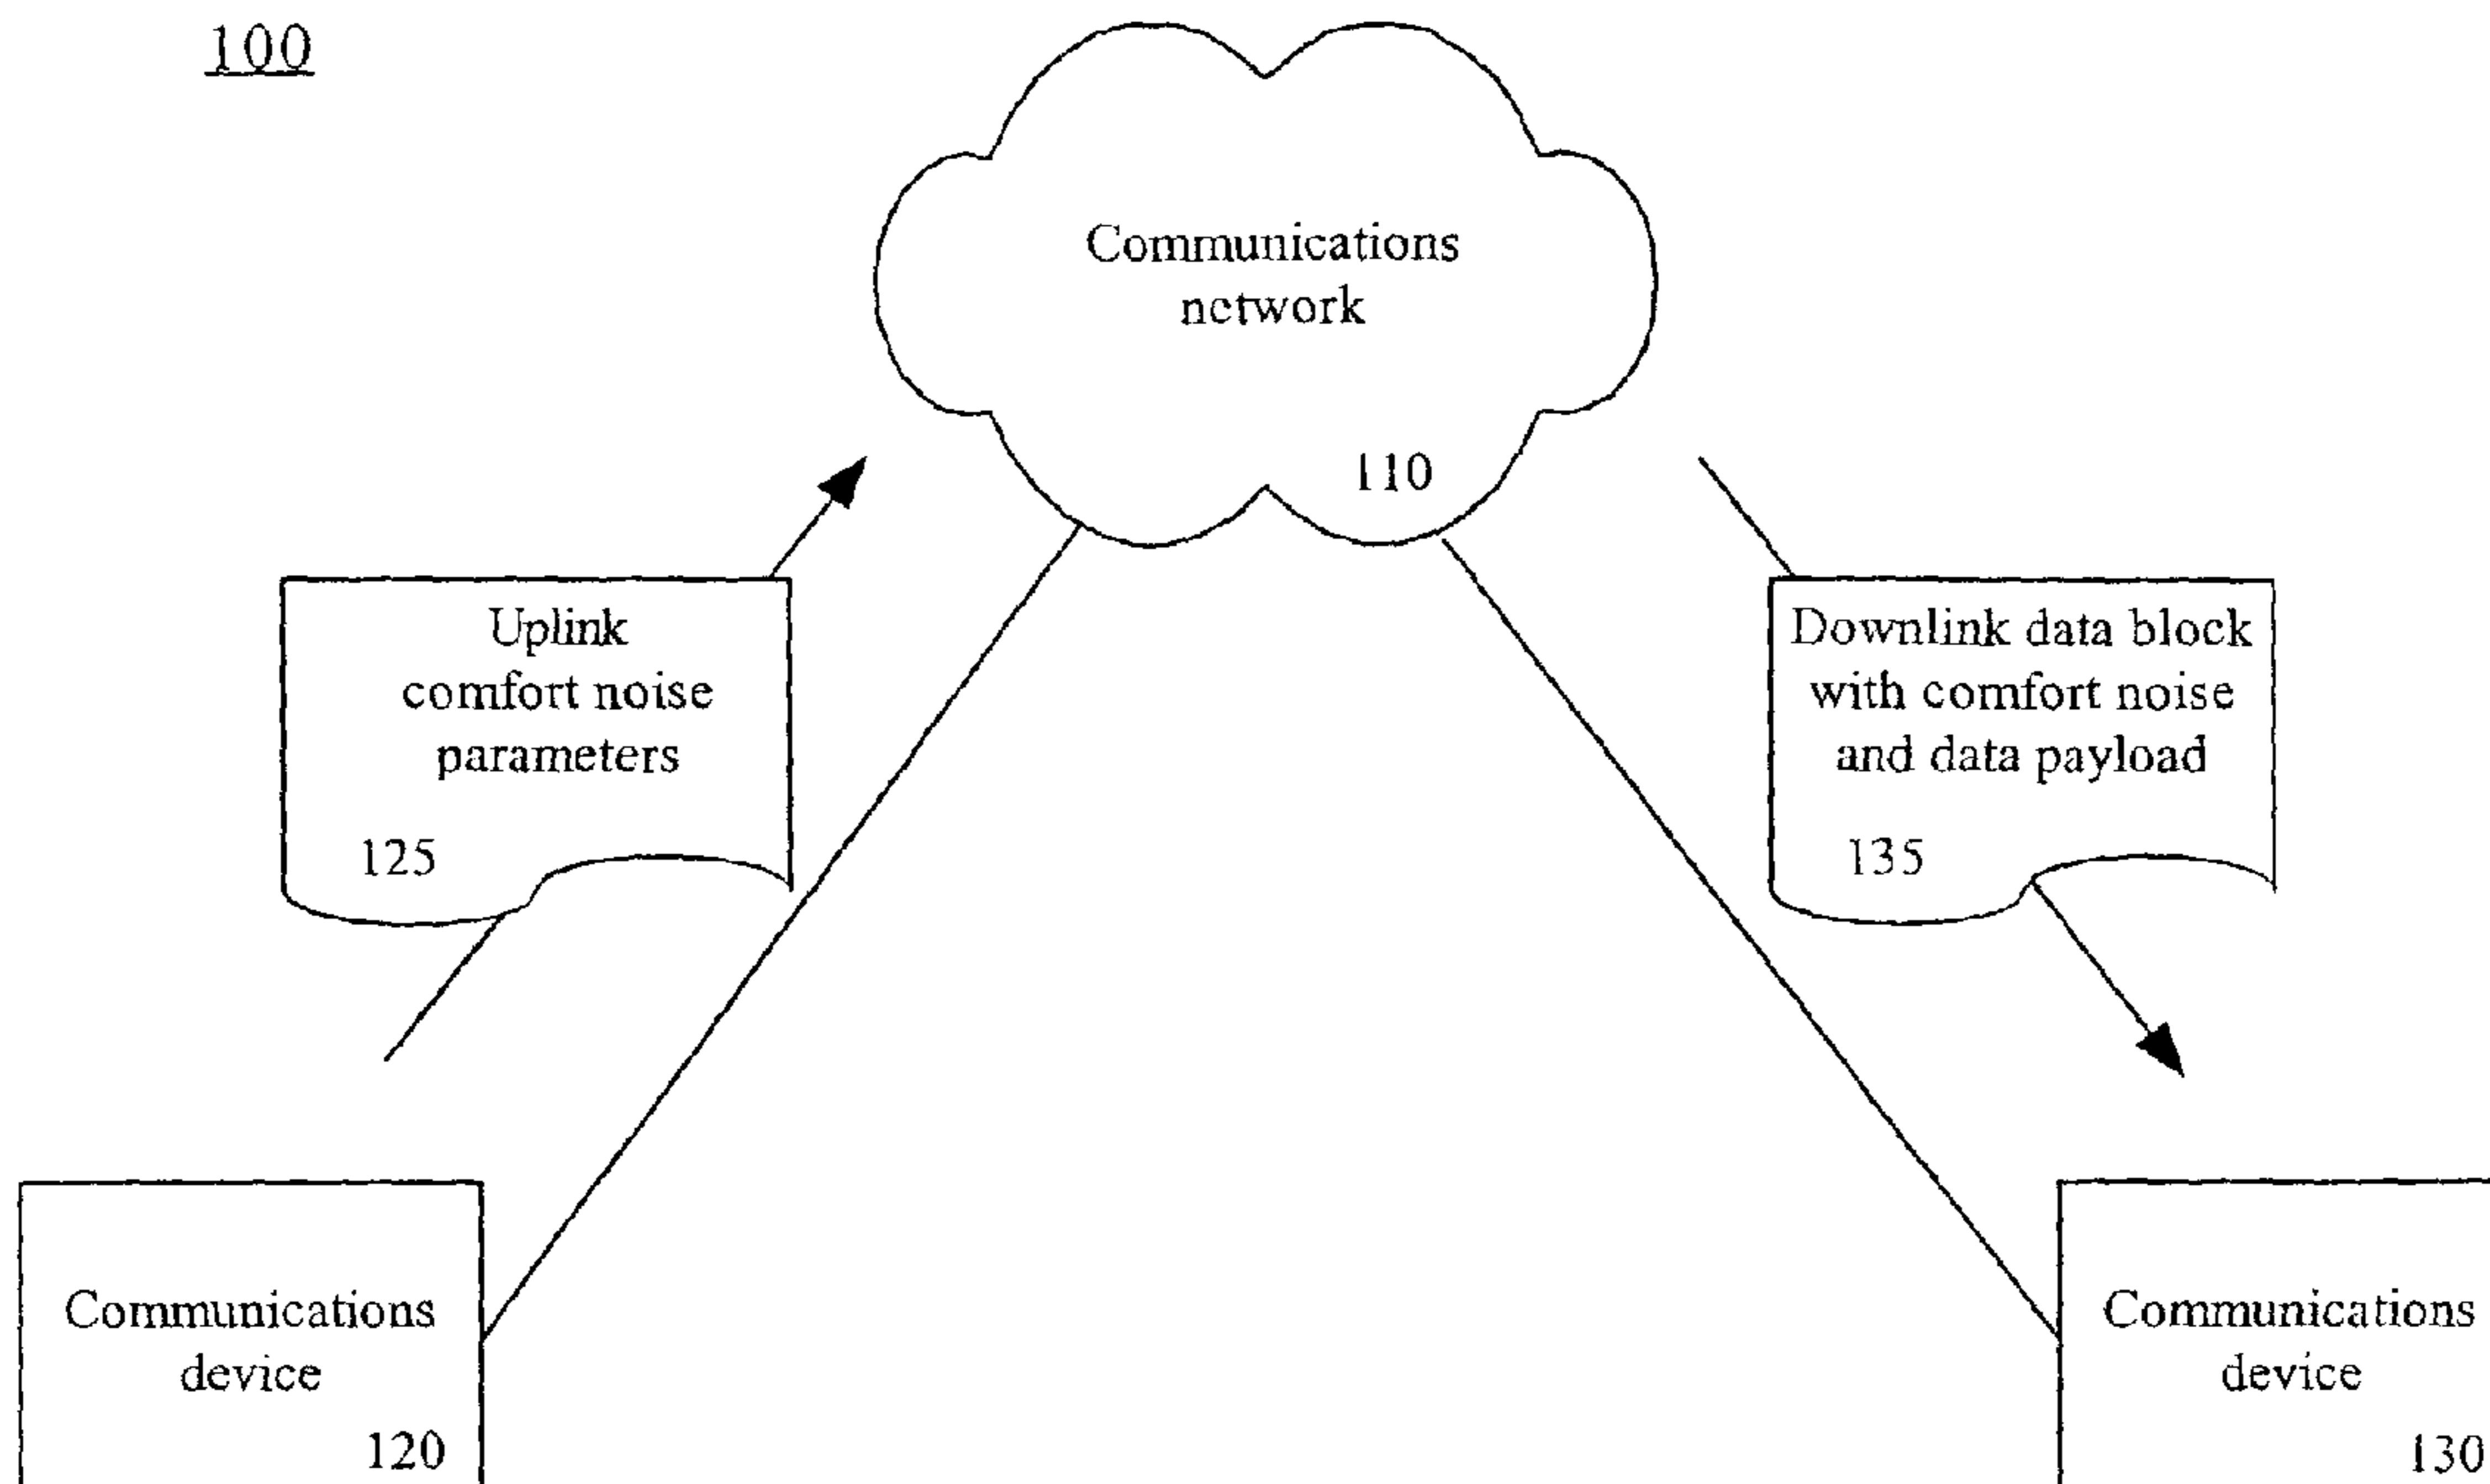 100
Communications
network
110
Uplink
comfort noise
parameters
125
Downlink data block
with comfort noise
and data payload
135
Communications
device
120
Communications
device
130